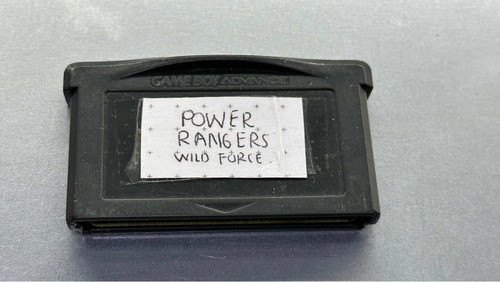 GAME BOY ADVANCE
POWER
RANGERS
WILD FORCE